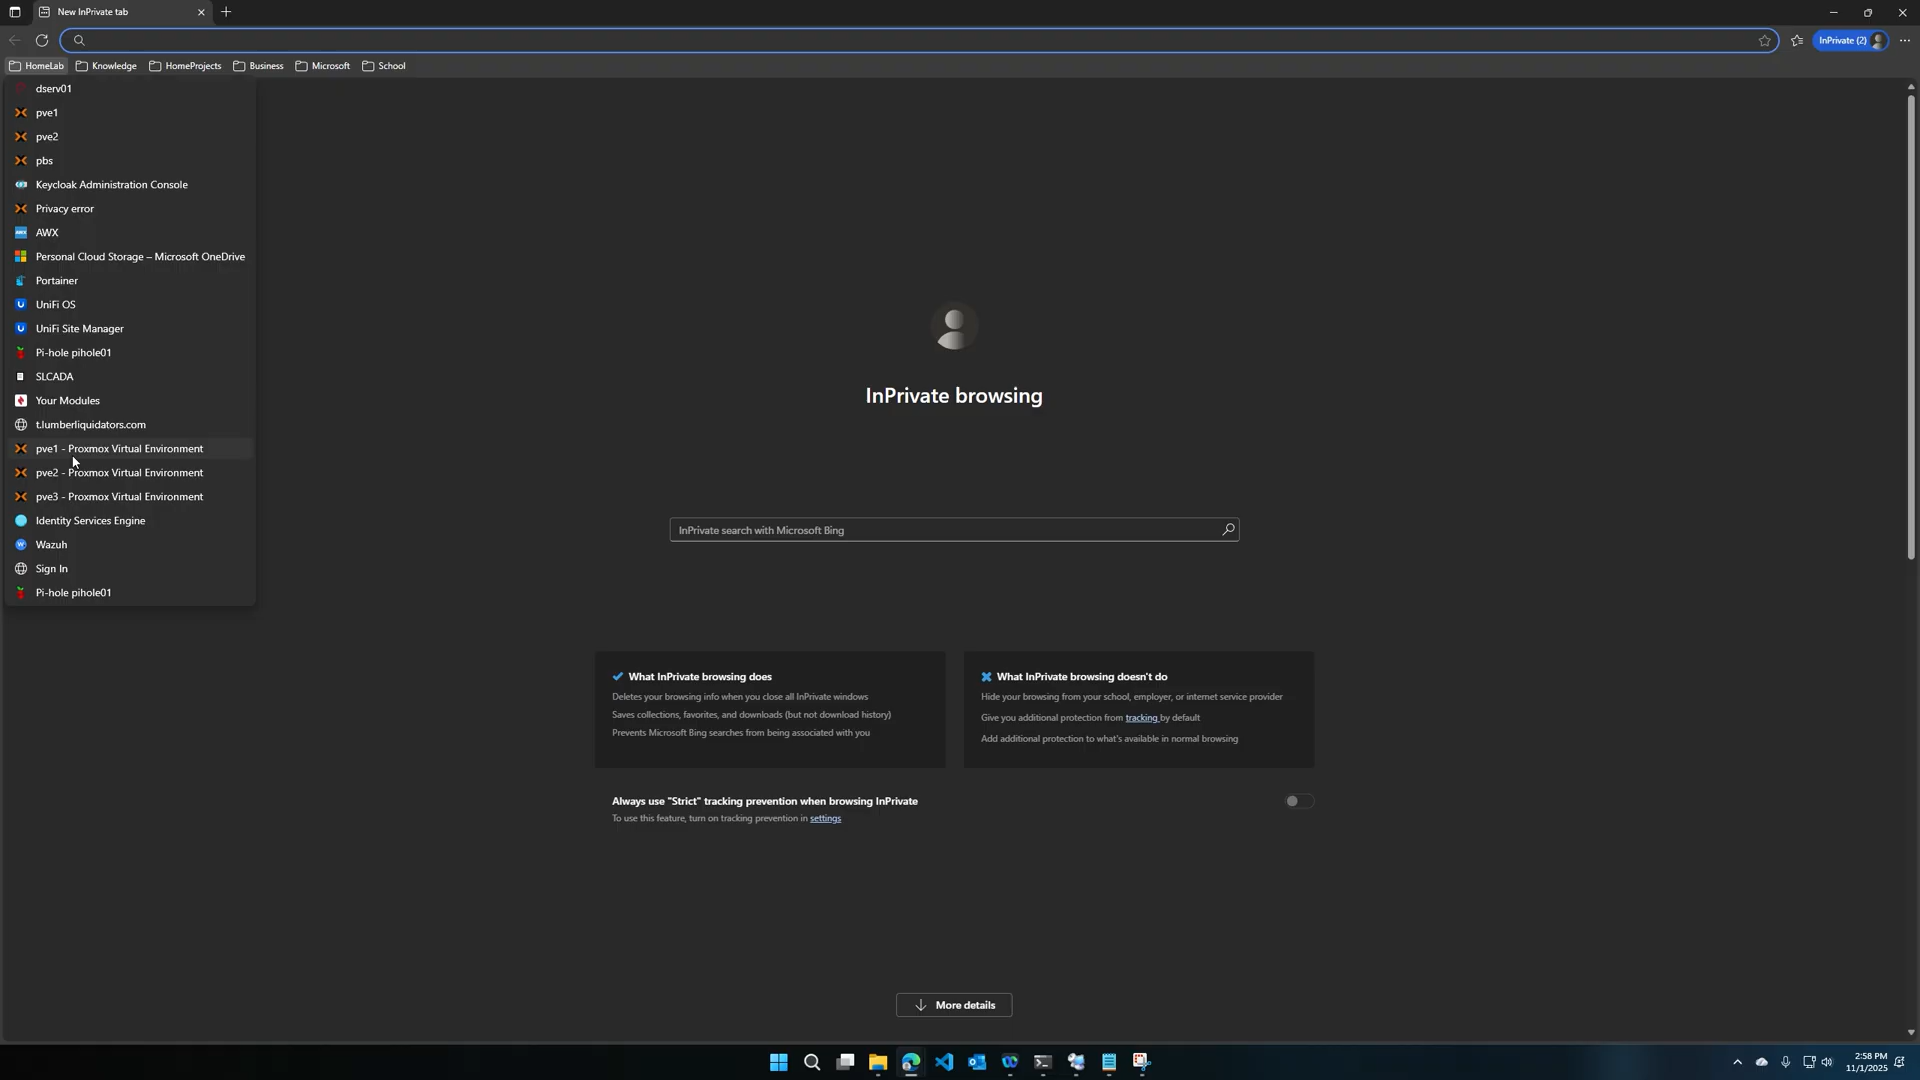 New InPrivate tab
InPrivate (2)
HomeLab
Knowledge
HomeProjects
Business
Microsoft
School
dserv01
pve1
pve2
pbs
Keycloak Administration Console
Privacy error
AWX
Personal Cloud Storage – Microsoft OneDrive
Portainer
UniFi OS
UniFi Site Manager
Pi-hole pihole01
SLCADA
Your Modules
t.lumberliquidators.com
pve1 - Proxmox Virtual Environment
pve2 - Proxmox Virtual Environment
pve3 - Proxmox Virtual Environment
Identity Services Engine
Wazuh
Sign In
Pi-hole pihole01
InPrivate browsing
InPrivate search with Microsoft Bing
What InPrivate browsing does
Deletes your browsing info when you close all InPrivate windows
Saves collections, favorites, and downloads (but not download history)
Prevents Microsoft Bing searches from being associated with you
What InPrivate browsing doesn't do
Hide your browsing from your school, employer, or internet service provider
Give you additional protection from tracking by default
Add additional protection to what's available in normal browsing
Always use "Strict" tracking prevention when browsing InPrivate
To use this feature, turn on tracking prevention in settings
More details
2:58 PM
11/1/2025